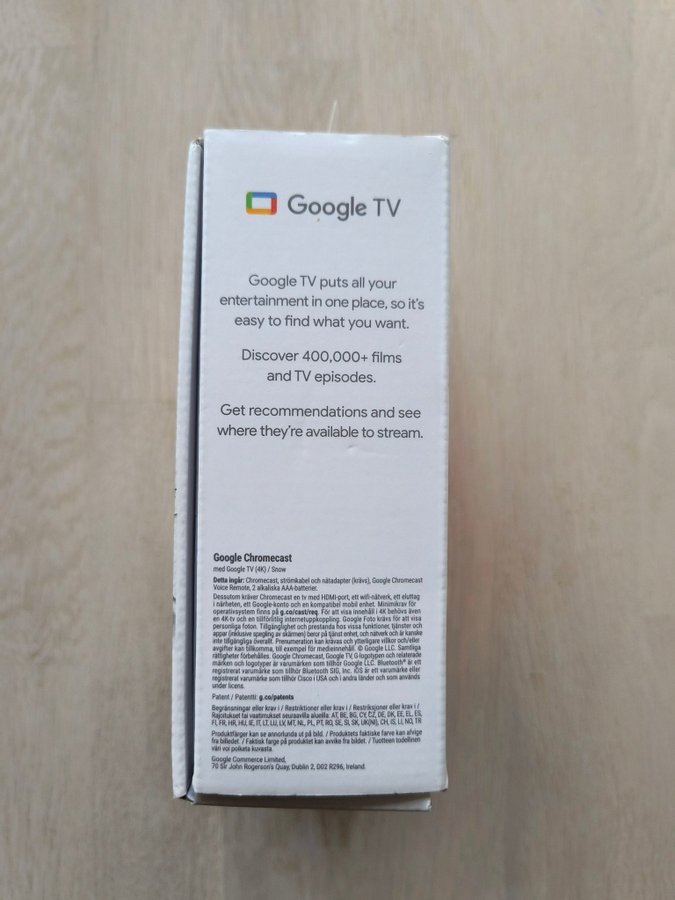 Google TV
Google TV puts all your
entertainment in one place, so it's
easy to find what you want.
Discover 400,000+ films
and TV episodes.
Get recommendations and see
where they're available to stream.
Google Chromecast
med Google TV (4K) / Snow
Detta ingår: Chromecast, strömkabel och nätadapter (krävs), Google Chromecast
Voice Remote, 2 alkaliska AAA-batterier.
Dessutom kräver Chromecast en tv med HDMI-port, ett wifi-nätverk, ett eluttag
i närheten, ett Google-konto och en kompatibel mobil enhet. Minimikrav för
operativsystem finns på g.co/cast/req. För att visa innehåll i 4K behövs även
en 4K-tv och en tillförlitlig internetuppkoppling. Google Foto krävs för att visa
personliga foton. Tillgänglighet och prestanda hos vissa funktioner, tjänster och
appar (inklusive spegling av skärmen) beror på tjänst enhet, och nätverk och är kanske
inte tillgängliga överallt. Prenumeration kan krävas och ytterligare villkor och/eller
avgifter kan tillkomma, till exempel för medieinnehåll. © Google LLC. Samtliga
rättigheter förbehålles. Google Chromecast, Google TV, G-logotypen och relaterade
märken och logotyper är varumärken som tillhör Google LLC. Bluetooth® är ett
registrerat varumärke som tillhör Bluetooth SIG, Inc. iOS är ett varumärke och
registrerat varumärke som tillhör Cisco i USA och i andra länder och som används
under licens.
Patent / Patentti: g.co/patents
Begränsningar eller krav i / Restriktioner eller krav i / Restriksjoner eller krav i /
Rajoitukset tai vaatimukset seuraavilla alueilla: AT, BE, BG, CY, CZ, DE, DK, EE, EL, ES,
FI, FR, HR, HU, IE, IT, LT, LU, LV, MT, NL, PL, PT, RO, SE, SI, SK, UK(NI), CH, IS, LI, NO, TR
Produktfärger kan se annorlunda ut på bild. / Produktets faktiske farve kan afvige
fra billedet. / Faktisk farge på produktet kan avvike fra bildet. / Tuotteen todellinen
väri voi poiketa kuvasta.
Google Commerce Limited,
70 Sir John Rogerson's Quay, Dublin 2, D02 R296, Ireland.